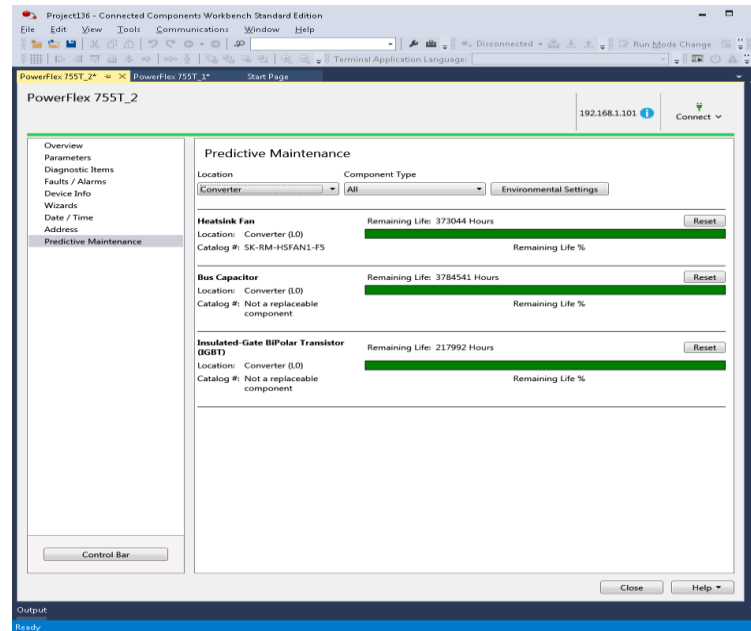 Project136 - Connected Components Workbench Standard Edition
File Edit View Tools Communications Window Help
Disconnected Run Mode Change
Terminal Application Language:
PowerFlex 755T_2* PowerFlex 755T_1* Start Page
PowerFlex 755T_2
192.168.1.101
Connect
Overview
Parameters
Diagnostic Items
Faults / Alarms
Device Info
Wizards
Date / Time
Address
Predictive Maintenance
Control Bar
Predictive Maintenance
Location Component Type
Converter All Environmental Settings
Heatsink Fan Remaining Life: 373044 Hours Reset
Location: Converter (L0)
Catalog #: SK-RM-HSFAN1-F5 Remaining Life %
Bus Capacitor Remaining Life: 3784541 Hours Reset
Location: Converter (L0)
Catalog #: Not a replaceable Remaining Life %
component
Insulated-Gate BiPolar Transistor
(IGBT) Remaining Life: 217992 Hours Reset
Location: Converter (L0)
Catalog #: Not a replaceable Remaining Life %
component
Close Help
Output
Ready